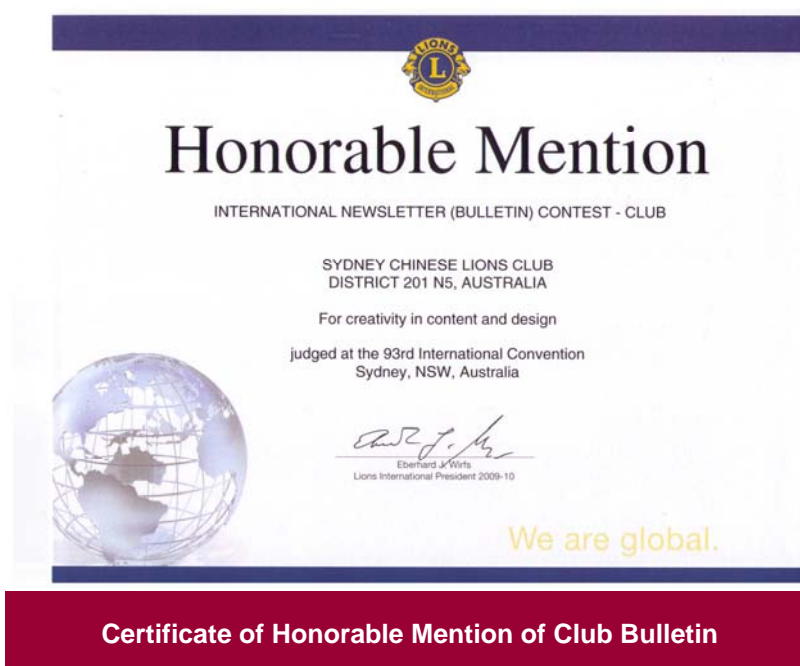 LIONS
L
INTERNATIONAL
Honorable Mention
INTERNATIONAL NEWSLETTER (BULLETIN) CONTEST - CLUB
SYDNEY CHINESE LIONS CLUB
DISTRICT 201 N5, AUSTRALIA
For creativity in content and design
judged at the 93rd International Convention
Sydney, NSW, Australia
Eberhard J. Wirfs
Lions International President 2009-10
We are global.
Certificate of Honorable Mention of Club Bulletin